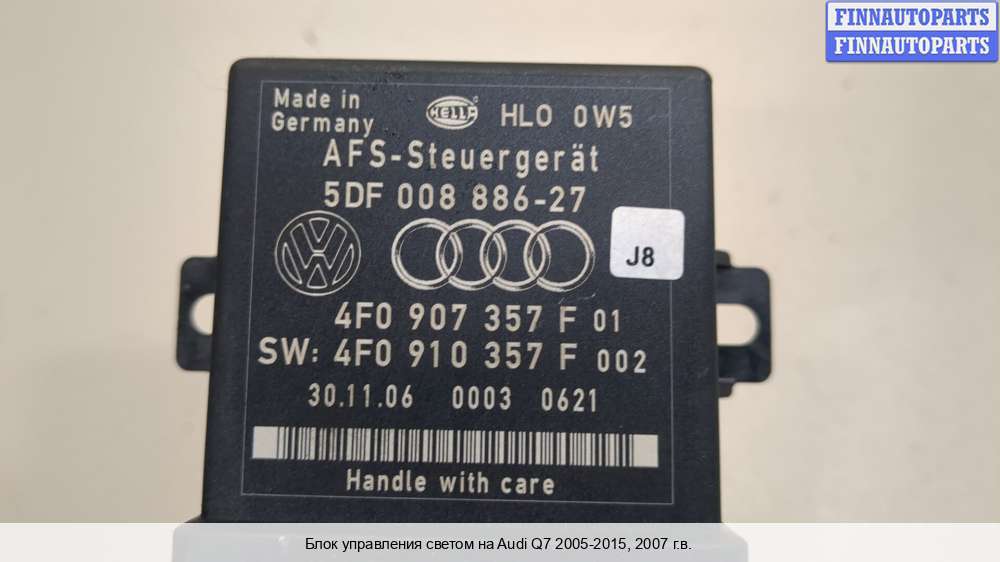 FINNAUTOPARTS
FINNAUTOPARTS
Made in
Germany
HELLA
HLO 0W5
AFS-Steuergerät
5DF 008 886-27
J8
4F0 907 357 F 01
SW: 4F0 910 357 F 002
30.11.06 0003 0621
Handle with care
Блок управления светом на Audi Q7 2005-2015, 2007 г.в.